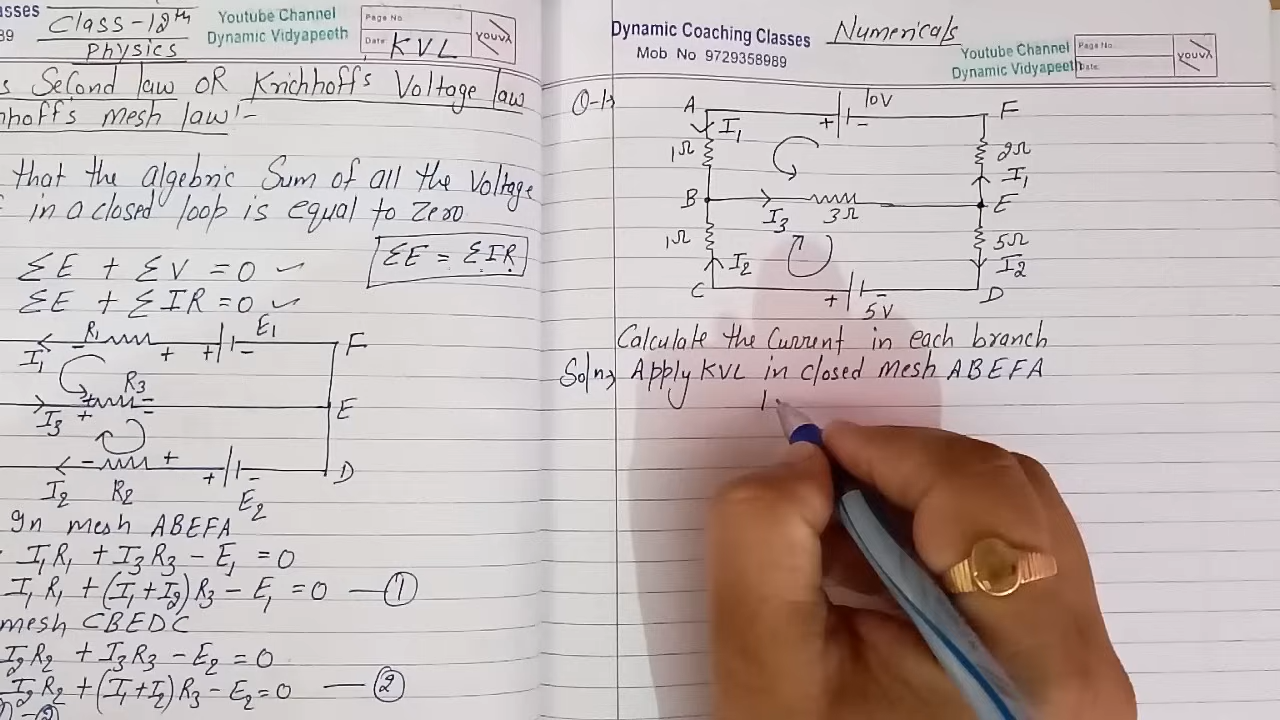 asses
89
Class-12th
Physics
Youtube Channel
Dynamic Vidyapeeth
Page No.
Date: KVL
YOUVA
s Second law OR Krichhoff's Voltage law
hhoff's mesh law:-
that the algebric Sum of all the Voltage
in a closed loop is equal to Zero
ΣE = ΣIR
ΣE + ΣV = 0
ΣE + ΣIR = 0
R1 + + - E1 F
I1
R3
+ - E
I3
- + + - D
I2 R2 E2
In mesh ABEFA
I1R1 + I3R3 - E1 = 0
I1R1 + (I1+I2)R3 - E1 = 0 — ①
mesh CBEDC
I2R2 + I3R3 - E2 = 0
I2R2 + (I1+I2)R3 - E2 = 0 — ②
Dynamic Coaching Classes
Mob No 9729358989
Numericals
Youtube Channel
Dynamic Vidyapeeth
Page No.
Date:
YOUVA
Q-1⇒
A + - 10V F
I1
1Ω 2Ω
I1
B I3 3Ω E
1Ω 5Ω
I2 I2
C + - D
5V
Calculate the Current in each branch
Soln⇒ Apply KVL in closed mesh ABEFA
1